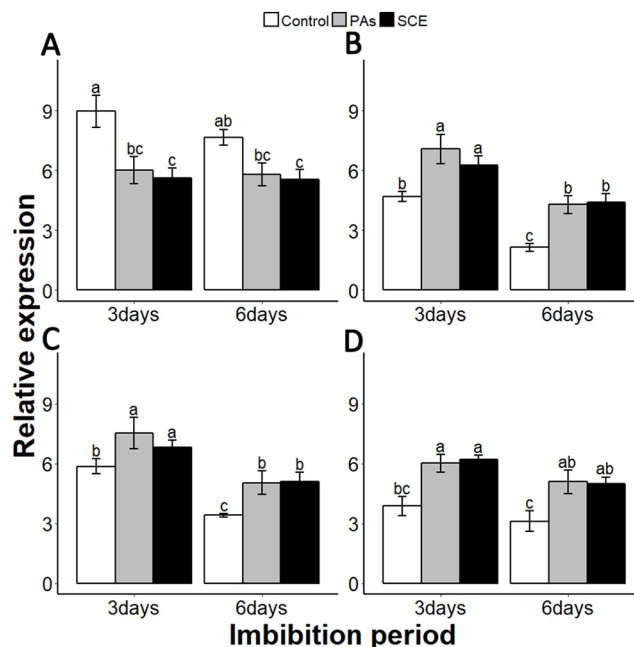 Control PAs SCE
A B
a a
9 ab 9 a
bc bc b
6 c c 6 b b
3 3 c
0 0
3days 6days 3days 6days
Relative expression
C D
a
9 a 9
b b b a a ab ab
6 6 bc
c c
3 3
0 0
3days 6days 3days 6days
Imbibition period